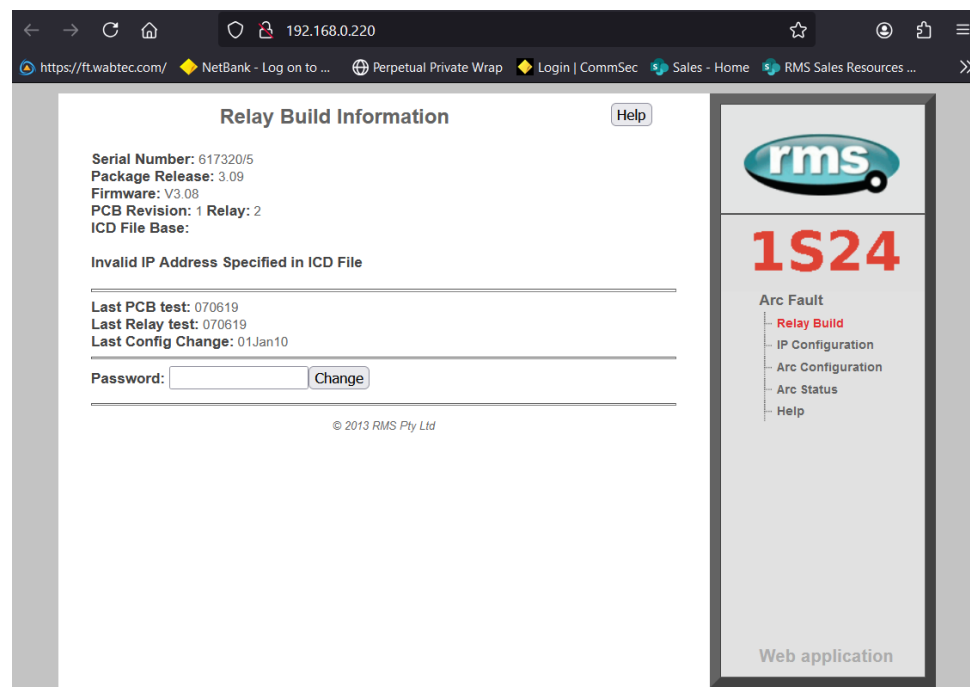 192.168.0.220
https://ft.wabtec.com/ NetBank - Log on to ... Perpetual Private Wrap Login | CommSec Sales - Home RMS Sales Resources ...
Relay Build Information
Help
Serial Number: 617320/5
Package Release: 3.09
Firmware: V3.08
PCB Revision: 1 Relay: 2
ICD File Base:
Invalid IP Address Specified in ICD File
Last PCB test: 070619
Last Relay test: 070619
Last Config Change: 01Jan10
Password: Change
© 2013 RMS Pty Ltd
rms
1S24
Arc Fault
Relay Build
IP Configuration
Arc Configuration
Arc Status
Help
Web application